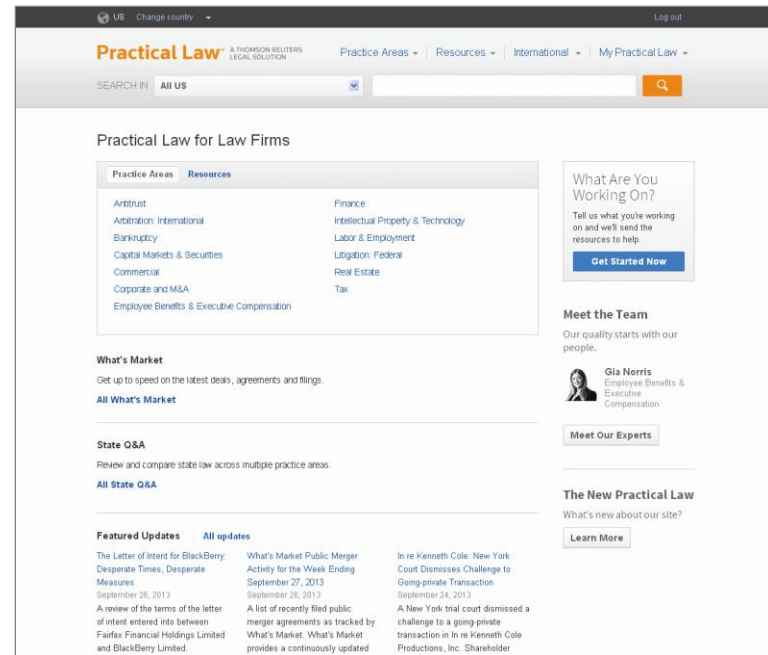 US Change country Log out
Practical Law A THOMSON REUTERS
LEGAL SOLUTION
Practice Areas Resources International My Practical Law
SEARCH IN All US
Practical Law for Law Firms
Practice Areas Resources
Antitrust
Arbitration: International
Bankruptcy
Capital Markets & Securities
Commercial
Corporate and M&A
Employee Benefits & Executive Compensation
Finance
Intellectual Property & Technology
Labor & Employment
Litigation: Federal
Real Estate
Tax
What's Market
Get up to speed on the latest deals, agreements and filings.
All What's Market
State Q&A
Review and compare state law across multiple practice areas.
All State Q&A
Featured Updates All updates
The Letter of Intent for BlackBerry:
Desperate Times, Desperate
Measures
September 26, 2013
A review of the terms of the letter
of intent entered into between
Fairfax Financial Holdings Limited
and BlackBerry Limited.
What's Market Public Merger
Activity for the Week Ending
September 27, 2013
September 26, 2013
A list of recently filed public
merger agreements as tracked by
What's Market. What's Market
provides a continuously updated
In re Kenneth Cole: New York
Court Dismisses Challenge to
Going-private Transaction
September 24, 2013
A New York trial court dismissed a
challenge to a going-private
transaction in In re Kenneth Cole
Productions, Inc. Shareholder
What Are You
Working On?
Tell us what you're working
on and we'll send the
resources to help.
Get Started Now
Meet the Team
Our quality starts with our
people.
Gia Norris
Employee Benefits &
Executive
Compensation
Meet Our Experts
The New Practical Law
What's new about our site?
Learn More